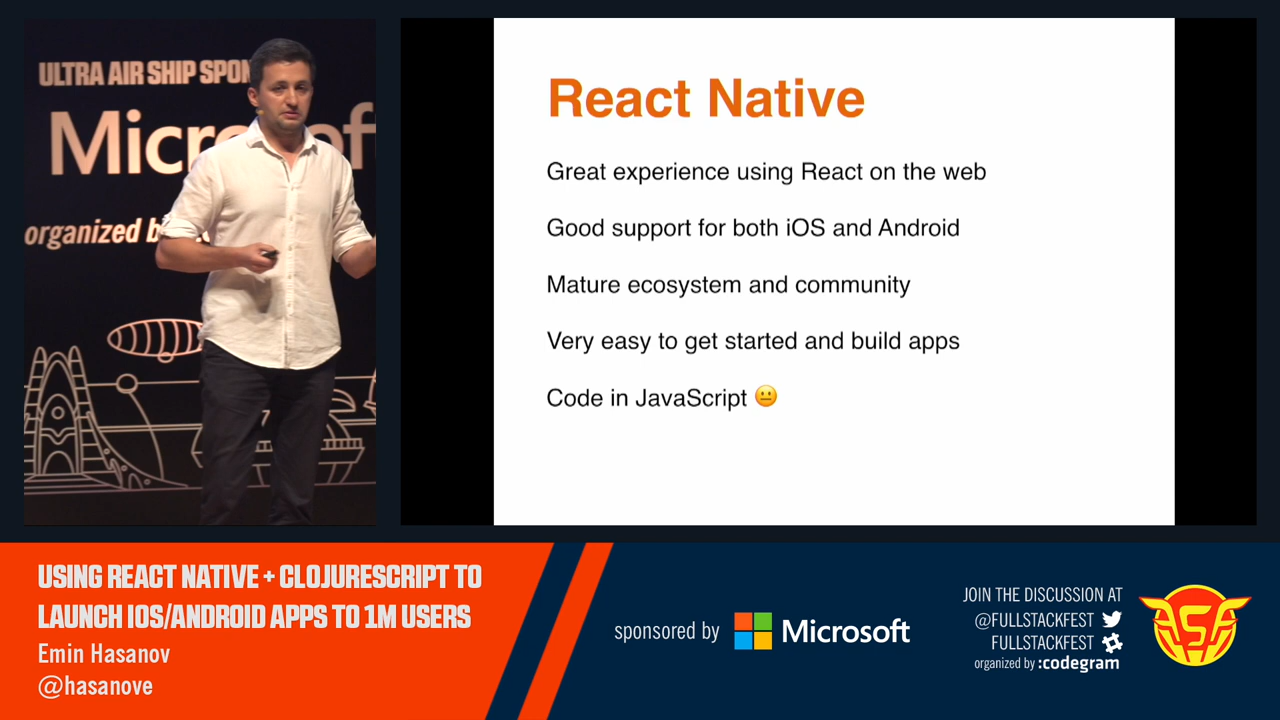 ULTRA AIR SHIP SPON
Micr of
organized b
React Native
Great experience using React on the web
Good support for both iOS and Android
Mature ecosystem and community
Very easy to get started and build apps
Code in JavaScript 😐
USING REACT NATIVE + CLOJURESCRIPT TO
LAUNCH IOS/ANDROID APPS TO 1M USERS
Emin Hasanov
@hasanove
sponsored by Microsoft
JOIN THE DISCUSSION AT
@FULLSTACKFEST
FULLSTACKFEST
organized by :codegram
FSF